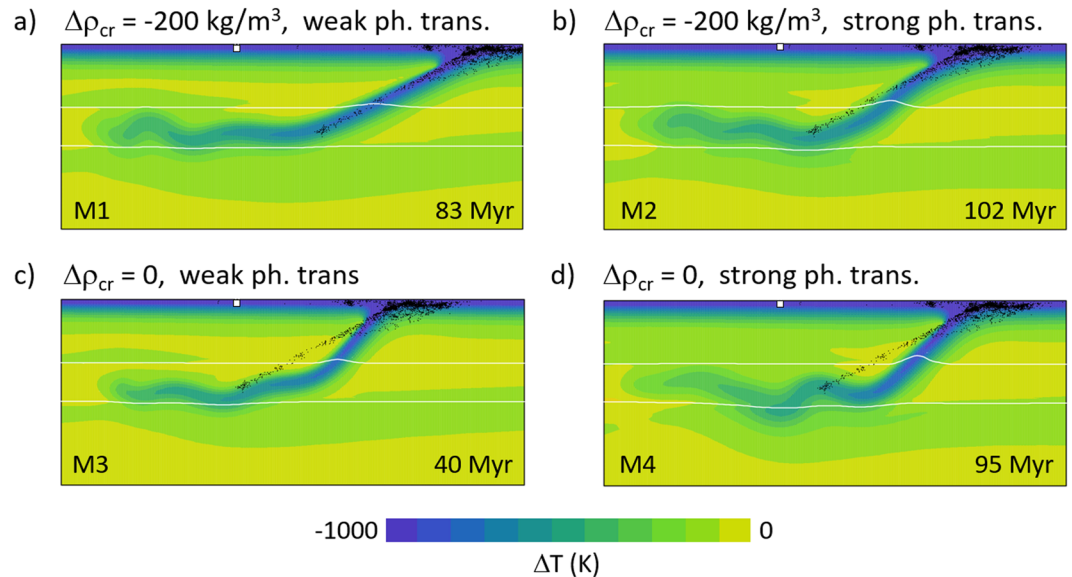 a) Δρcr = -200 kg/m³, weak ph. trans.
b) Δρcr = -200 kg/m³, strong ph. trans.
M1 83 Myr
M2 102 Myr
c) Δρcr = 0, weak ph. trans
d) Δρcr = 0, strong ph. trans.
M3 40 Myr
M4 95 Myr
-1000 0
ΔT (K)